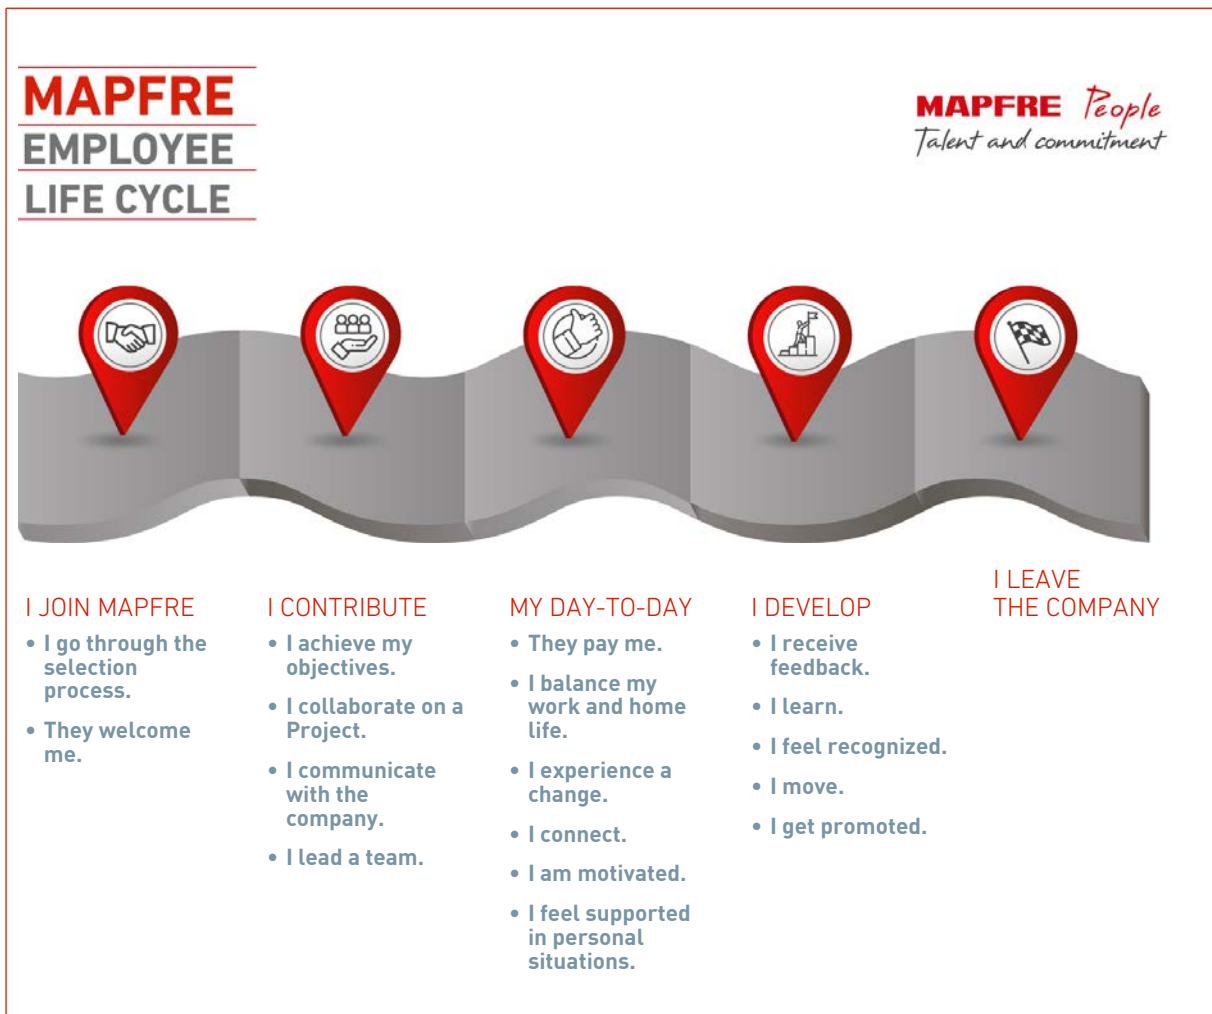 MAPFRE
EMPLOYEE
LIFE CYCLE
MAPFRE People
Talent and commitment
I JOIN MAPFRE
• I go through the
selection
process.
• They welcome
me.
I CONTRIBUTE
• I achieve my
objectives.
• I collaborate on a
Project.
• I communicate
with the
company.
• I lead a team.
MY DAY-TO-DAY
• They pay me.
• I balance my
work and home
life.
• I experience a
change.
• I connect.
• I am motivated.
• I feel supported
in personal
situations.
I DEVELOP
• I receive
feedback.
• I learn.
• I feel recognized.
• I move.
• I get promoted.
I LEAVE
THE COMPANY